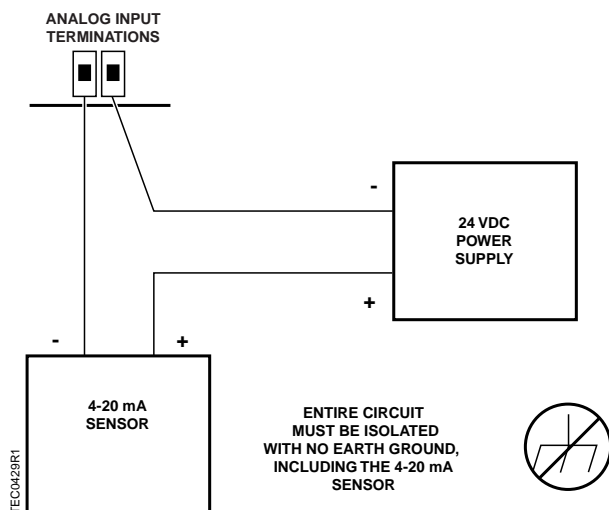 ANALOG INPUT
TERMINATIONS
-
24 VDC
POWER
SUPPLY
+
-
+
4-20 mA
SENSOR
ENTIRE CIRCUIT
MUST BE ISOLATED
WITH NO EARTH GROUND,
INCLUDING THE 4-20 mA
SENSOR
TEC0429R1